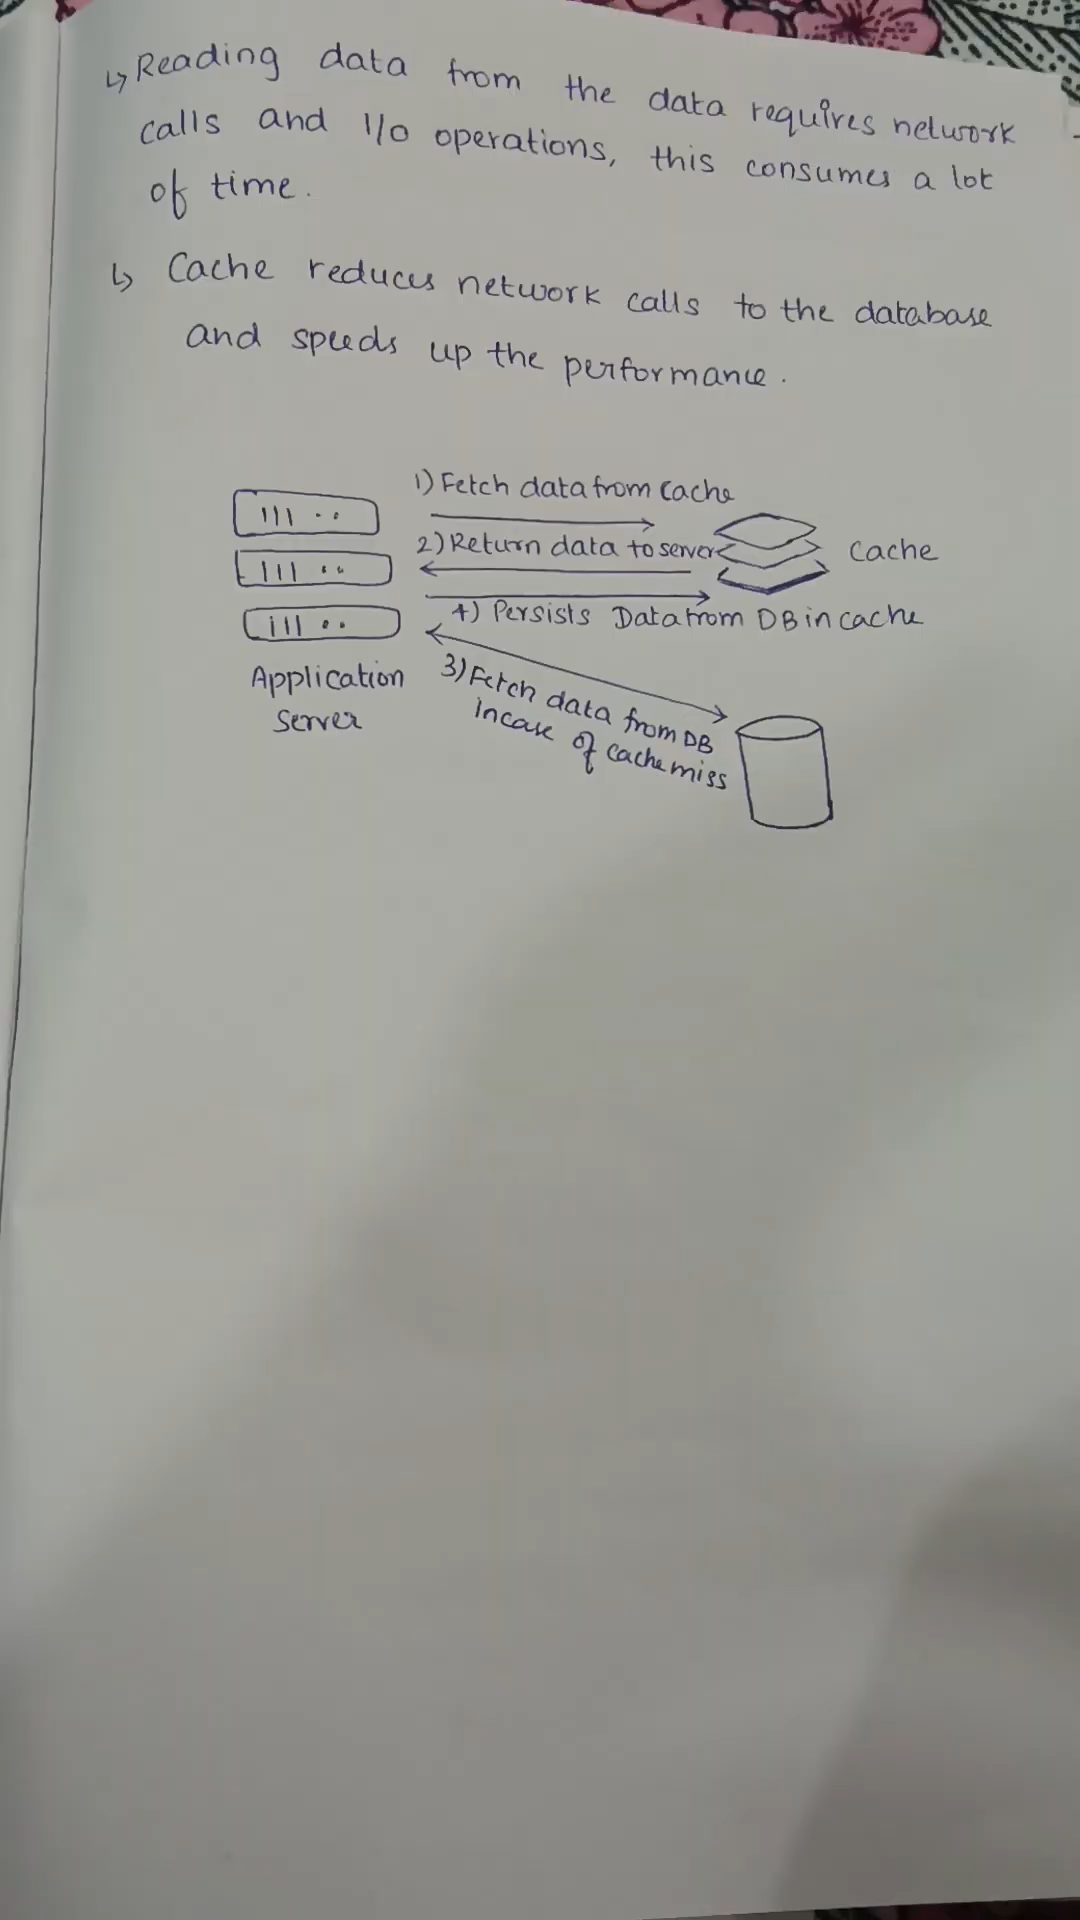 ↳ Reading data from the data requires network
calls and I/O operations, this consumes a lot
of time.
↳ Cache reduces network calls to the database
and speeds up the performance.
1) Fetch data from cache
2) Return data to server
Cache
4) Persists Data from DB in cache
Application
Server
3) Fetch data from DB
incase of cache miss